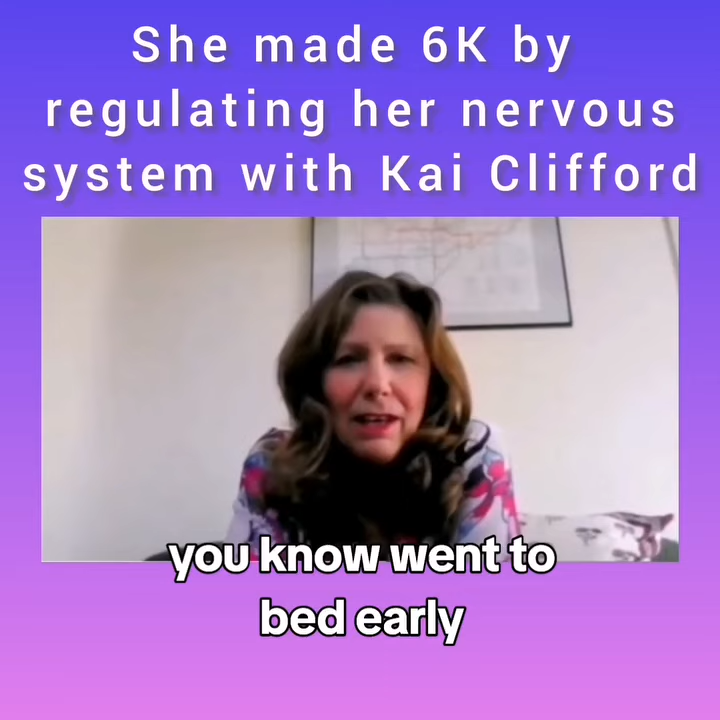 She made 6K by
regulating her nervous
system with Kai Clifford
you know went to
bed early